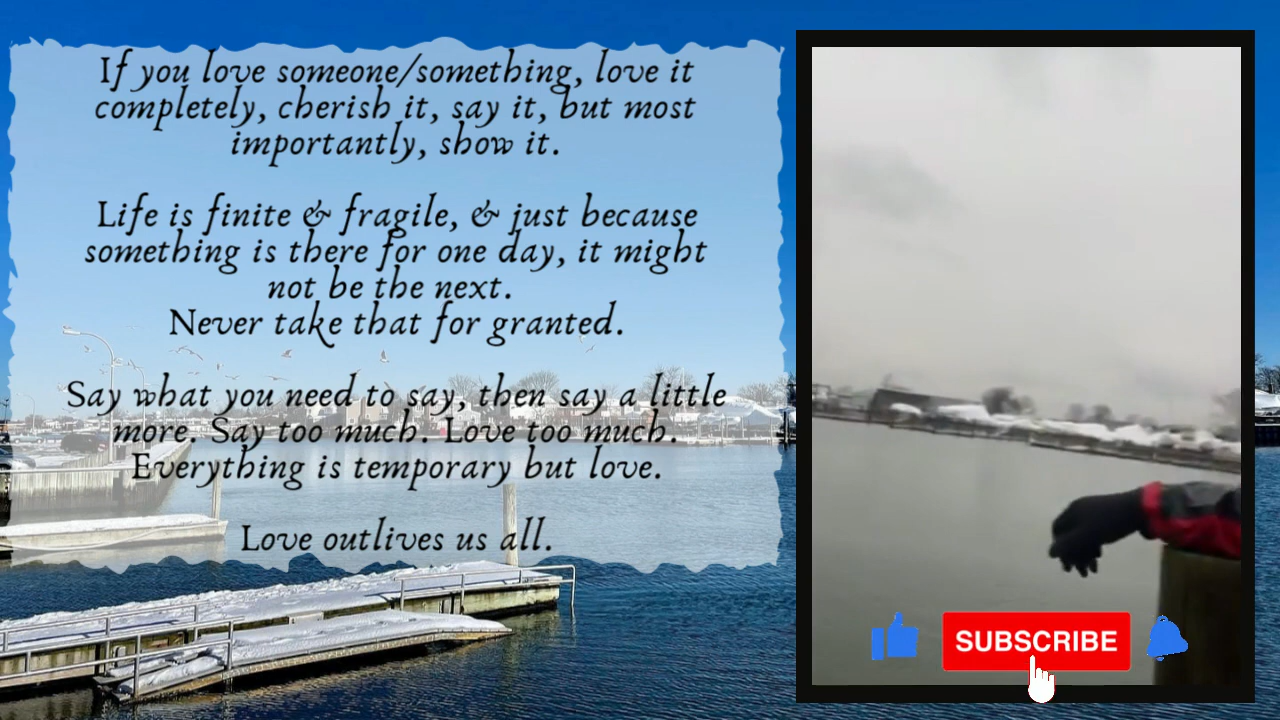 If you love someone/something, love it
completely, cherish it, say it, but most
importantly, show it.
Life is finite & fragile, & just because
something is there for one day, it might
not be the next.
Never take that for granted.
Say what you need to say, then say a little
more. Say too much. Love too much.
Everything is temporary but love.
Love outlives us all.
SUBSCRIBE